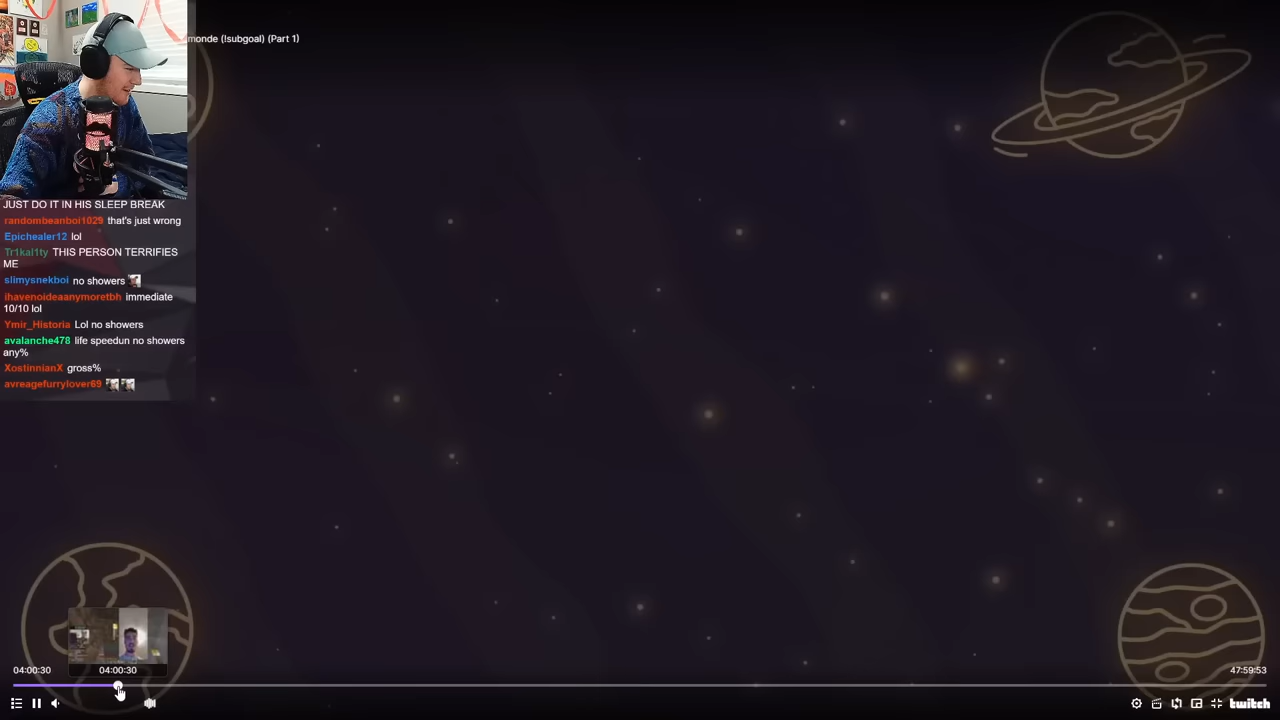 monde (!subgoal) (Part 1)
JUST DO IT IN HIS SLEEP BREAK
randombeanboi1029 that's just wrong
Epichealer12 lol
Tr1kal1ty THIS PERSON TERRIFIES
ME
slimysnekboi no showers
ihavenoideaanymoretbh immediate
10/10 lol
Ymir_Historia Lol no showers
avalanche478 life speedun no showers
any%
XostinnianX gross%
avreagefurrylover69
04:00:30
04:00:30
47:59:53
twitch